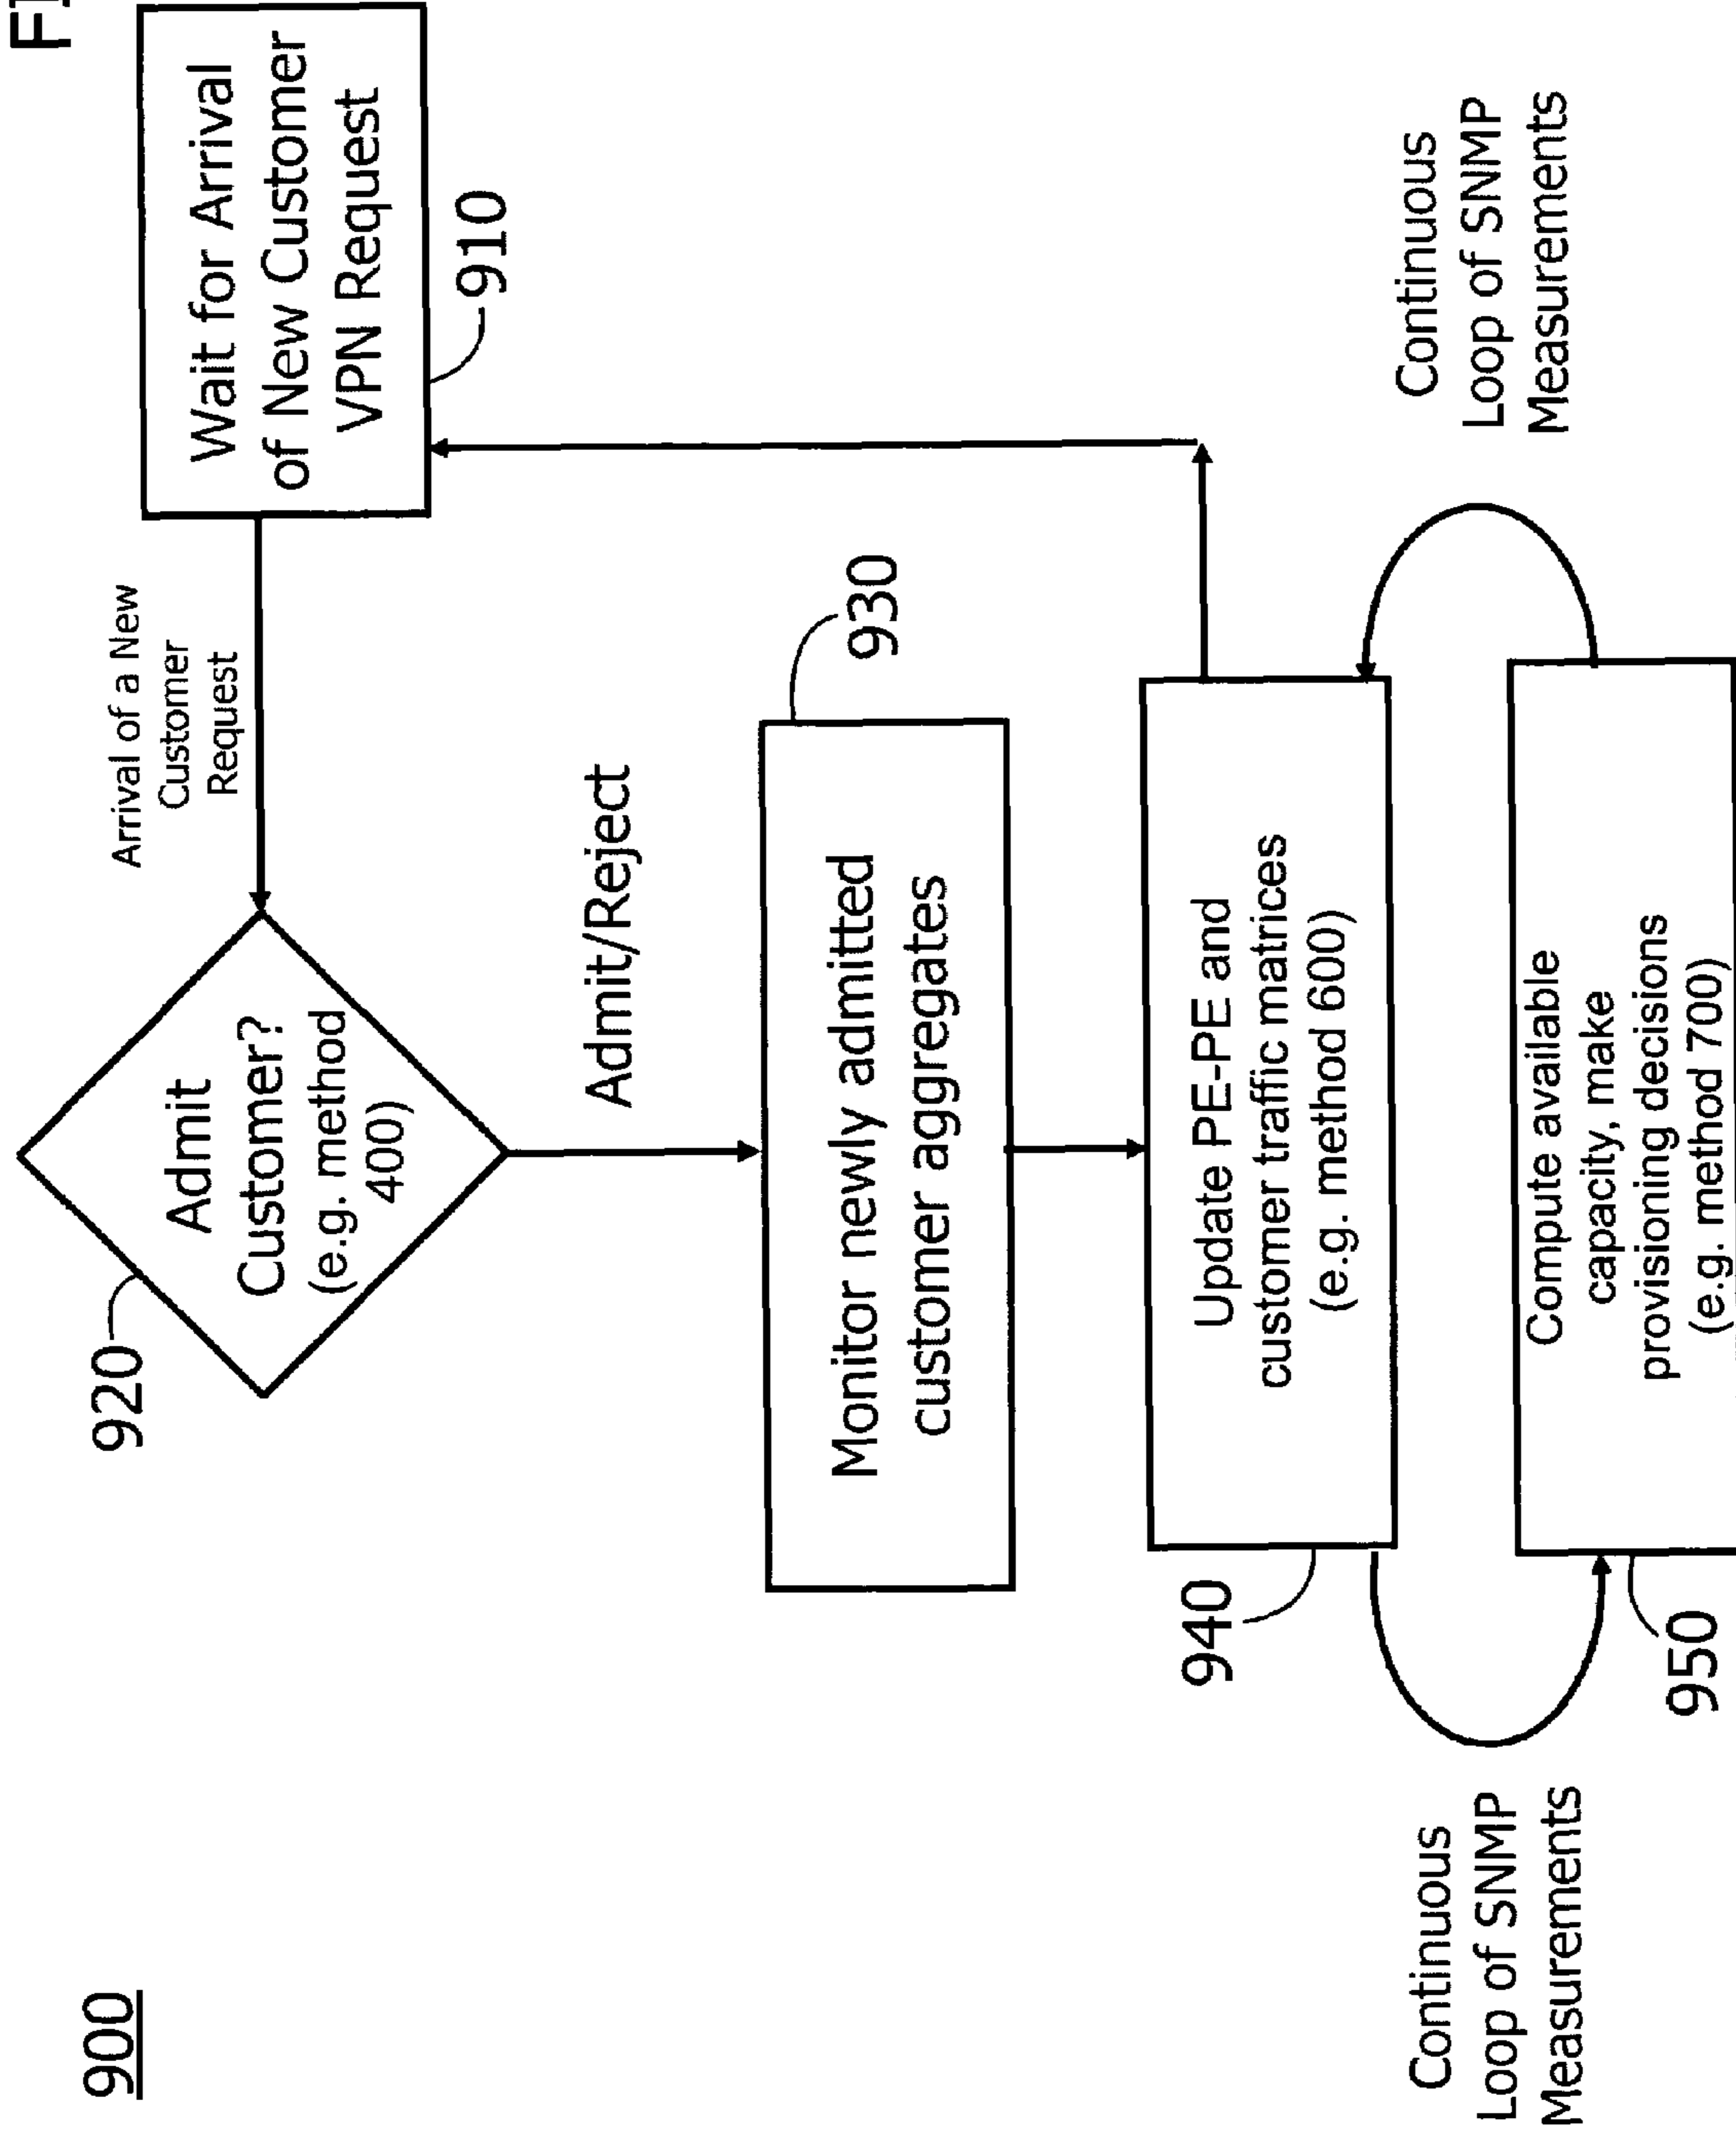 900
920
Admit
Customer?
(e.g. method
400)
Arrival of a New
Customer
Request
Wait for Arrival
of New Customer
VPN Request
910
Admit/Reject
930
Monitor newly admitted
customer aggregates
940
Update PE-PE and
customer traffic matrices
(e.g. method 600)
Continuous
Loop of SNMP
Measurements
Continuous
Loop of SNMP
Measurements
950
Compute available
capacity, make
provisioning decisions
(e.g. method 700)